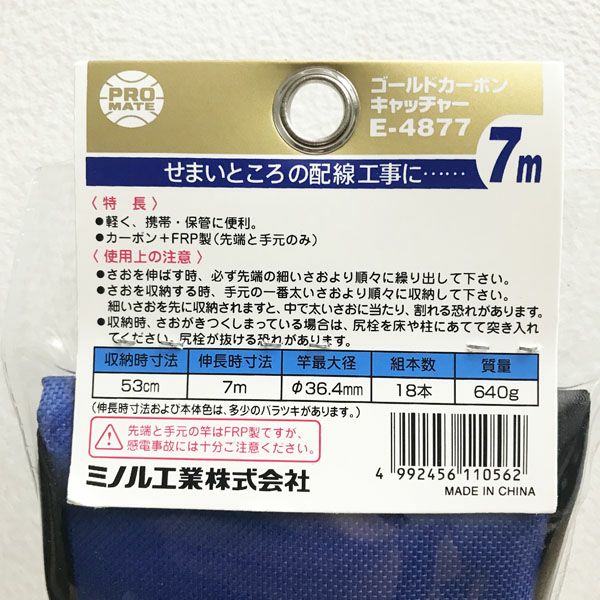 PRO
MATE
ゴールドカーボン
キャッチャー
E-4877
せまいところの配線工事に……
7m
〈特 長〉
●軽く、携帯・保管に便利。
●カーボン+FRP製(先端と手元のみ)
〈使用上の注意〉
●さおを伸ばす時、必ず先端の細いさおより順々に繰り出して下さい。
●さおを収納する時、手元の一番太いさおより順々に収納して下さい。
細いさおを先に収納されますと、中で太いさおに当たり、割れる恐れがあります。
●収納時、さおがきつくしまっている場合は、尻栓を床や柱にあてて突き入れ
てください。尻栓が抜ける恐れがあります。
収納時寸法 伸長時寸法 竿最大径 組本数 質量
53cm 7m φ36.4mm 18本 640g
(伸長時寸法および本体色は、多少のバラツキがあります。)
先端と手元の竿はFRP製ですが、
感電事故には十分ご注意ください。
ミノル工業株式会社
4 992456 110562
MADE IN CHINA